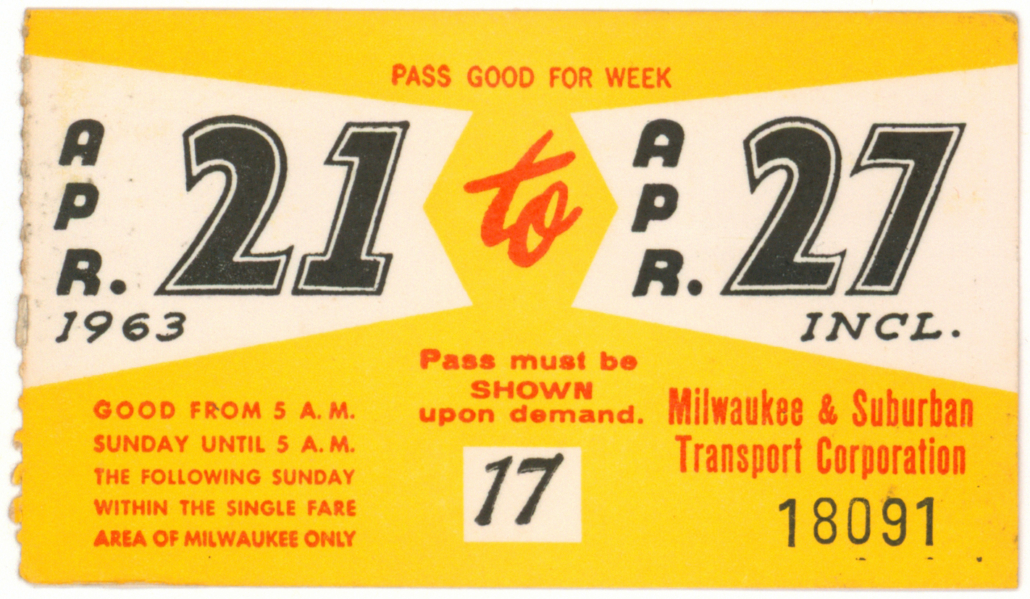 PASS GOOD FOR WEEK
APR. 21 to APR. 27
1963 INCL.
Pass must be
SHOWN
upon demand.
GOOD FROM 5 A. M.
SUNDAY UNTIL 5 A. M.
THE FOLLOWING SUNDAY
WITHIN THE SINGLE FARE
AREA OF MILWAUKEE ONLY
17
Milwaukee & Suburban
Transport Corporation
18091